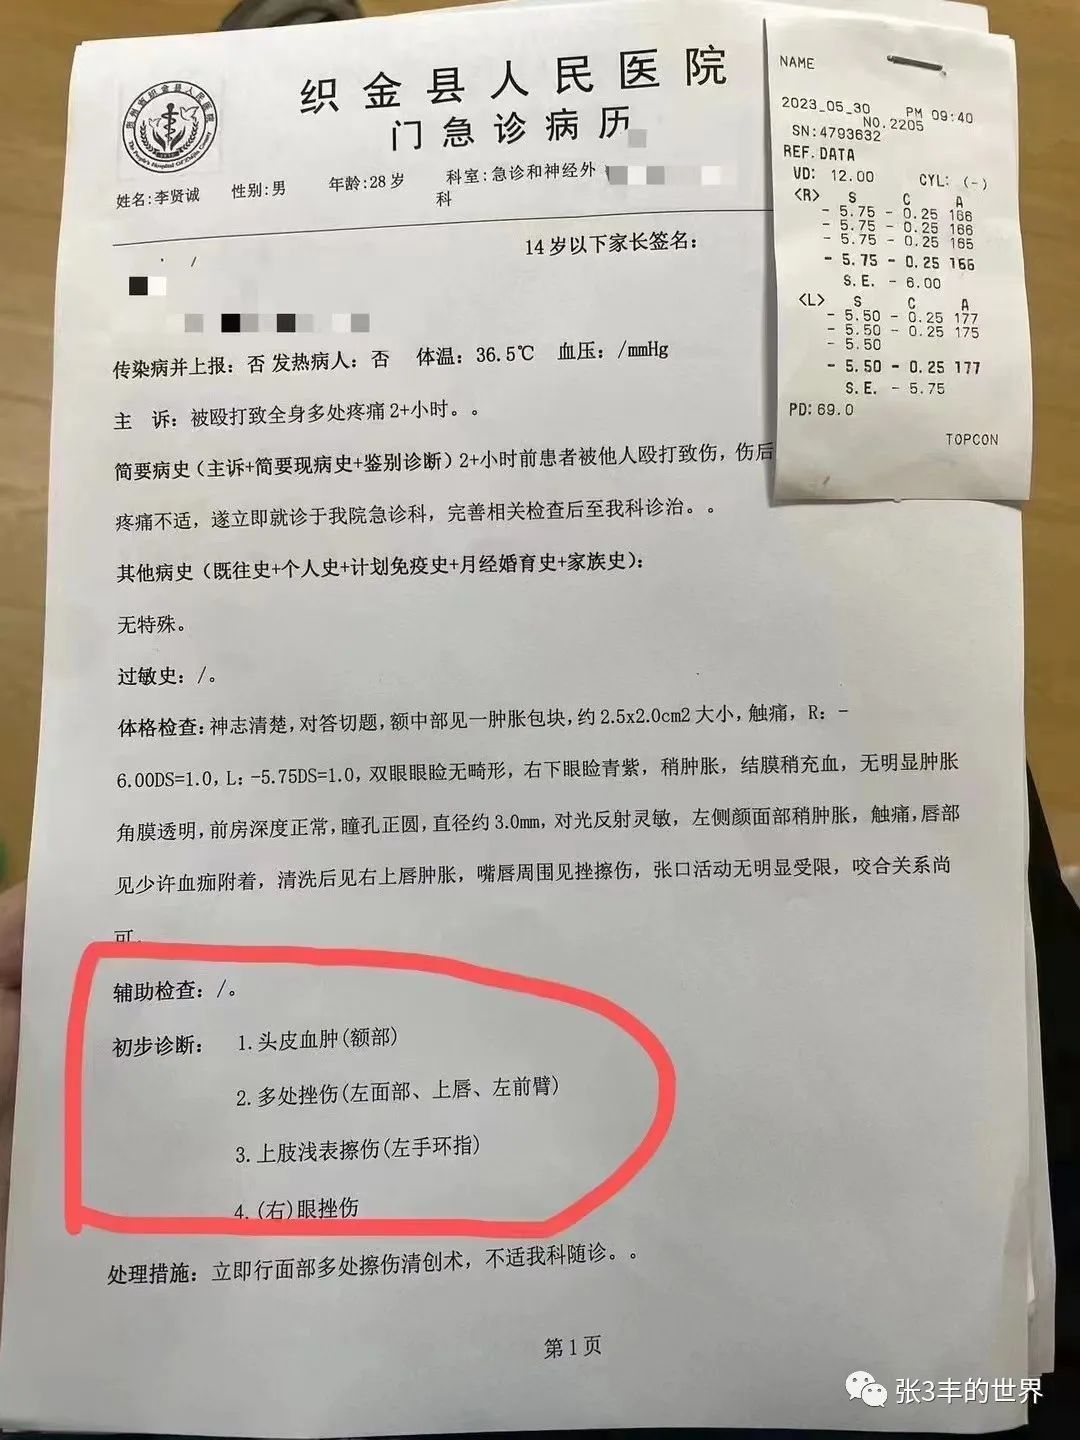 织金县人民医院
门急诊病历
姓名:李贤诚 性别:男 年龄:28岁 科室:急诊和神经外
科
14岁以下家长签名:
传染病并上报: 否 发热病人: 否 体温: 36.5℃ 血压: /mmHg
主 诉: 被殴打致全身多处疼痛2+小时。。
简要病史(主诉+简要现病史+鉴别诊断)2+小时前患者被他人殴打致伤, 伤后
疼痛不适, 遂立即就诊于我院急诊科, 完善相关检查后至我科诊治。。
其他病史(既往史+个人史+计划免疫史+月经婚育史+家族史):
无特殊。
过敏史: /。
体格检查: 神志清楚, 对答切题, 额中部见一肿胀包块, 约2.5x2.0cm2大小, 触痛, R: -
6.00DS=1.0, L: -5.75DS=1.0, 双眼眼睑无畸形, 右下眼睑青紫, 稍肿胀, 结膜稍充血, 无明显肿胀
角膜透明, 前房深度正常, 瞳孔正圆, 直径约3.0mm, 对光反射灵敏, 左侧颜面部稍肿胀, 触痛, 唇部
见少许血痂附着, 清洗后见右上唇肿胀, 嘴唇周围见挫擦伤, 张口活动无明显受限, 咬合关系尚
可。
辅助检查: /。
初步诊断: 1.头皮血肿(额部)
2.多处挫伤(左面部、上唇、左前臂)
3.上肢浅表擦伤(左手环指)
4.(右)眼挫伤
处理措施: 立即行面部多处擦伤清创术, 不适我科随诊。。
第1页
NAME
2023_05_30 PM 09:40
NO.2205
SN:4793632
REF.DATA
VD: 12.00 CYL: (-)
<R> S C A
- 5.75 - 0.25 166
- 5.75 - 0.25 166
- 5.75 - 0.25 165
- 5.75 - 0.25 166
S.E. - 6.00
<L> S C A
- 5.50 - 0.25 177
- 5.50 - 0.25 175
- 5.50
- 5.50 - 0.25 177
S.E. - 5.75
PD: 69.0
TOPCON
张3丰的世界